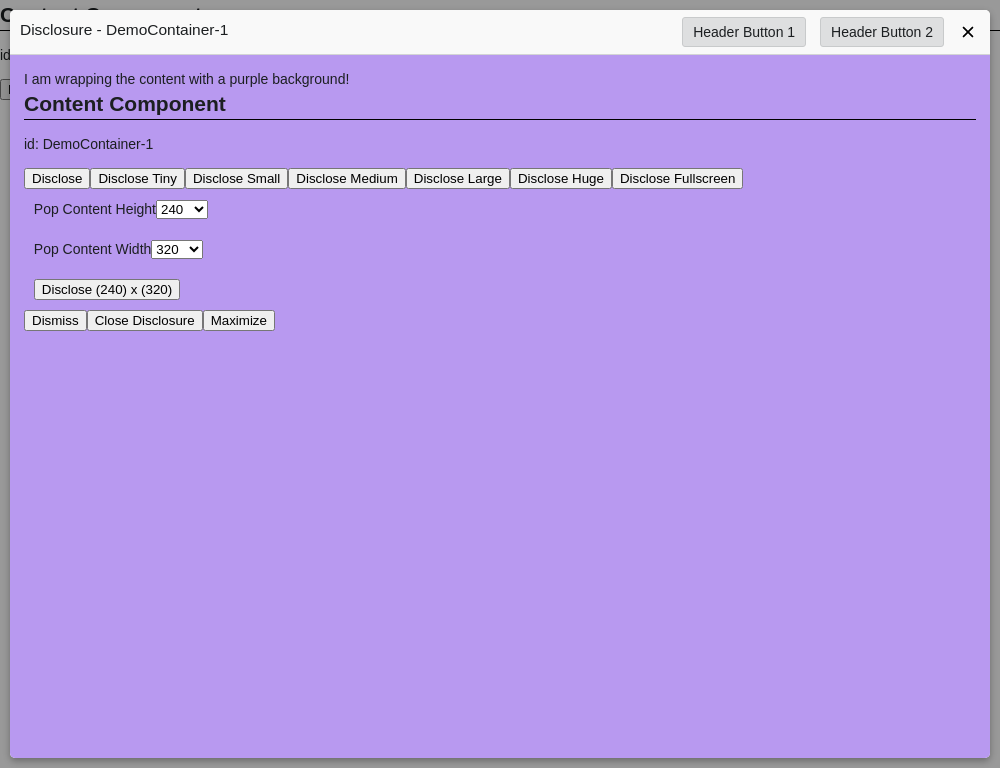 Disclosure - DemoContainer-1 Header Button 1 Header Button 2
I am wrapping the content with a purple background!
Content Component
id: DemoContainer-1
Disclose Disclose Tiny Disclose Small Disclose Medium Disclose Large Disclose Huge Disclose Fullscreen
Pop Content Height 240
Pop Content Width 320
Disclose (240) x (320)
Dismiss Close Disclosure Maximize